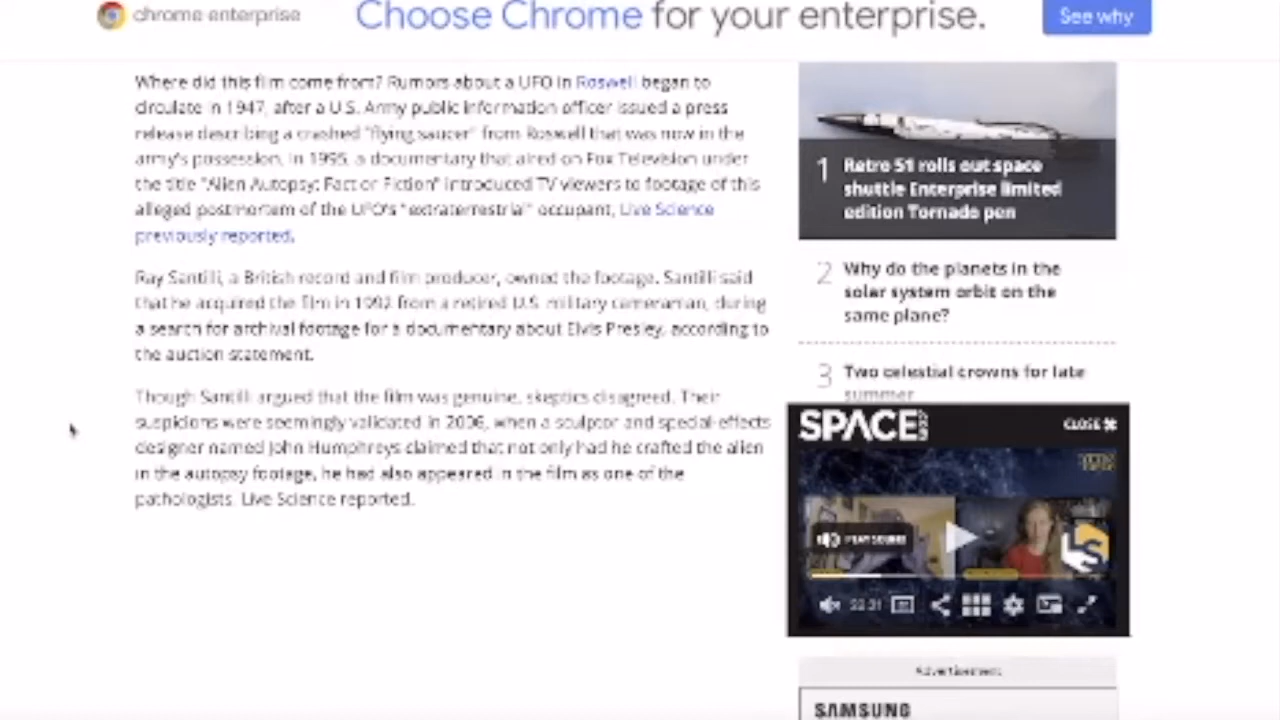 chrome enterprise
Choose Chrome for your enterprise.
See why
Where did this film come from? Rumors about a UFO in Roswell began to
circulate in 1947, after a U.S. Army public information officer issued a press
release describing a crashed "flying saucer" from Roswell that was now in the
army's possession. In 1995, a documentary that aired on Fox Television under
the title "Alien Autopsy: Fact or Fiction" introduced TV viewers to footage of this
alleged postmortem of the UFO's "extraterrestrial" occupant, Live Science
previously reported.
Ray Santilli, a British record and film producer, owned the footage. Santilli said
that he acquired the film in 1992 from a retired U.S. military cameraman, during
a search for archival footage for a documentary about Elvis Presley, according to
the auction statement.
Though Santilli argued that the film was genuine, skeptics disagreed. Their
suspicions were seemingly validated in 2006, when a sculptor and special-effects
designer named John Humphreys claimed that not only had he crafted the alien
in the autopsy footage, he had also appeared in the film as one of the
pathologists, Live Science reported.
1 Retro 51 rolls out space
shuttle Enterprise limited
edition Tornado pen
2 Why do the planets in the
solar system orbit on the
same plane?
3 Two celestial crowns for late
summer
SPACE
CLOSE
PLAY SOUND
LS
Advertisement
SAMSUNG